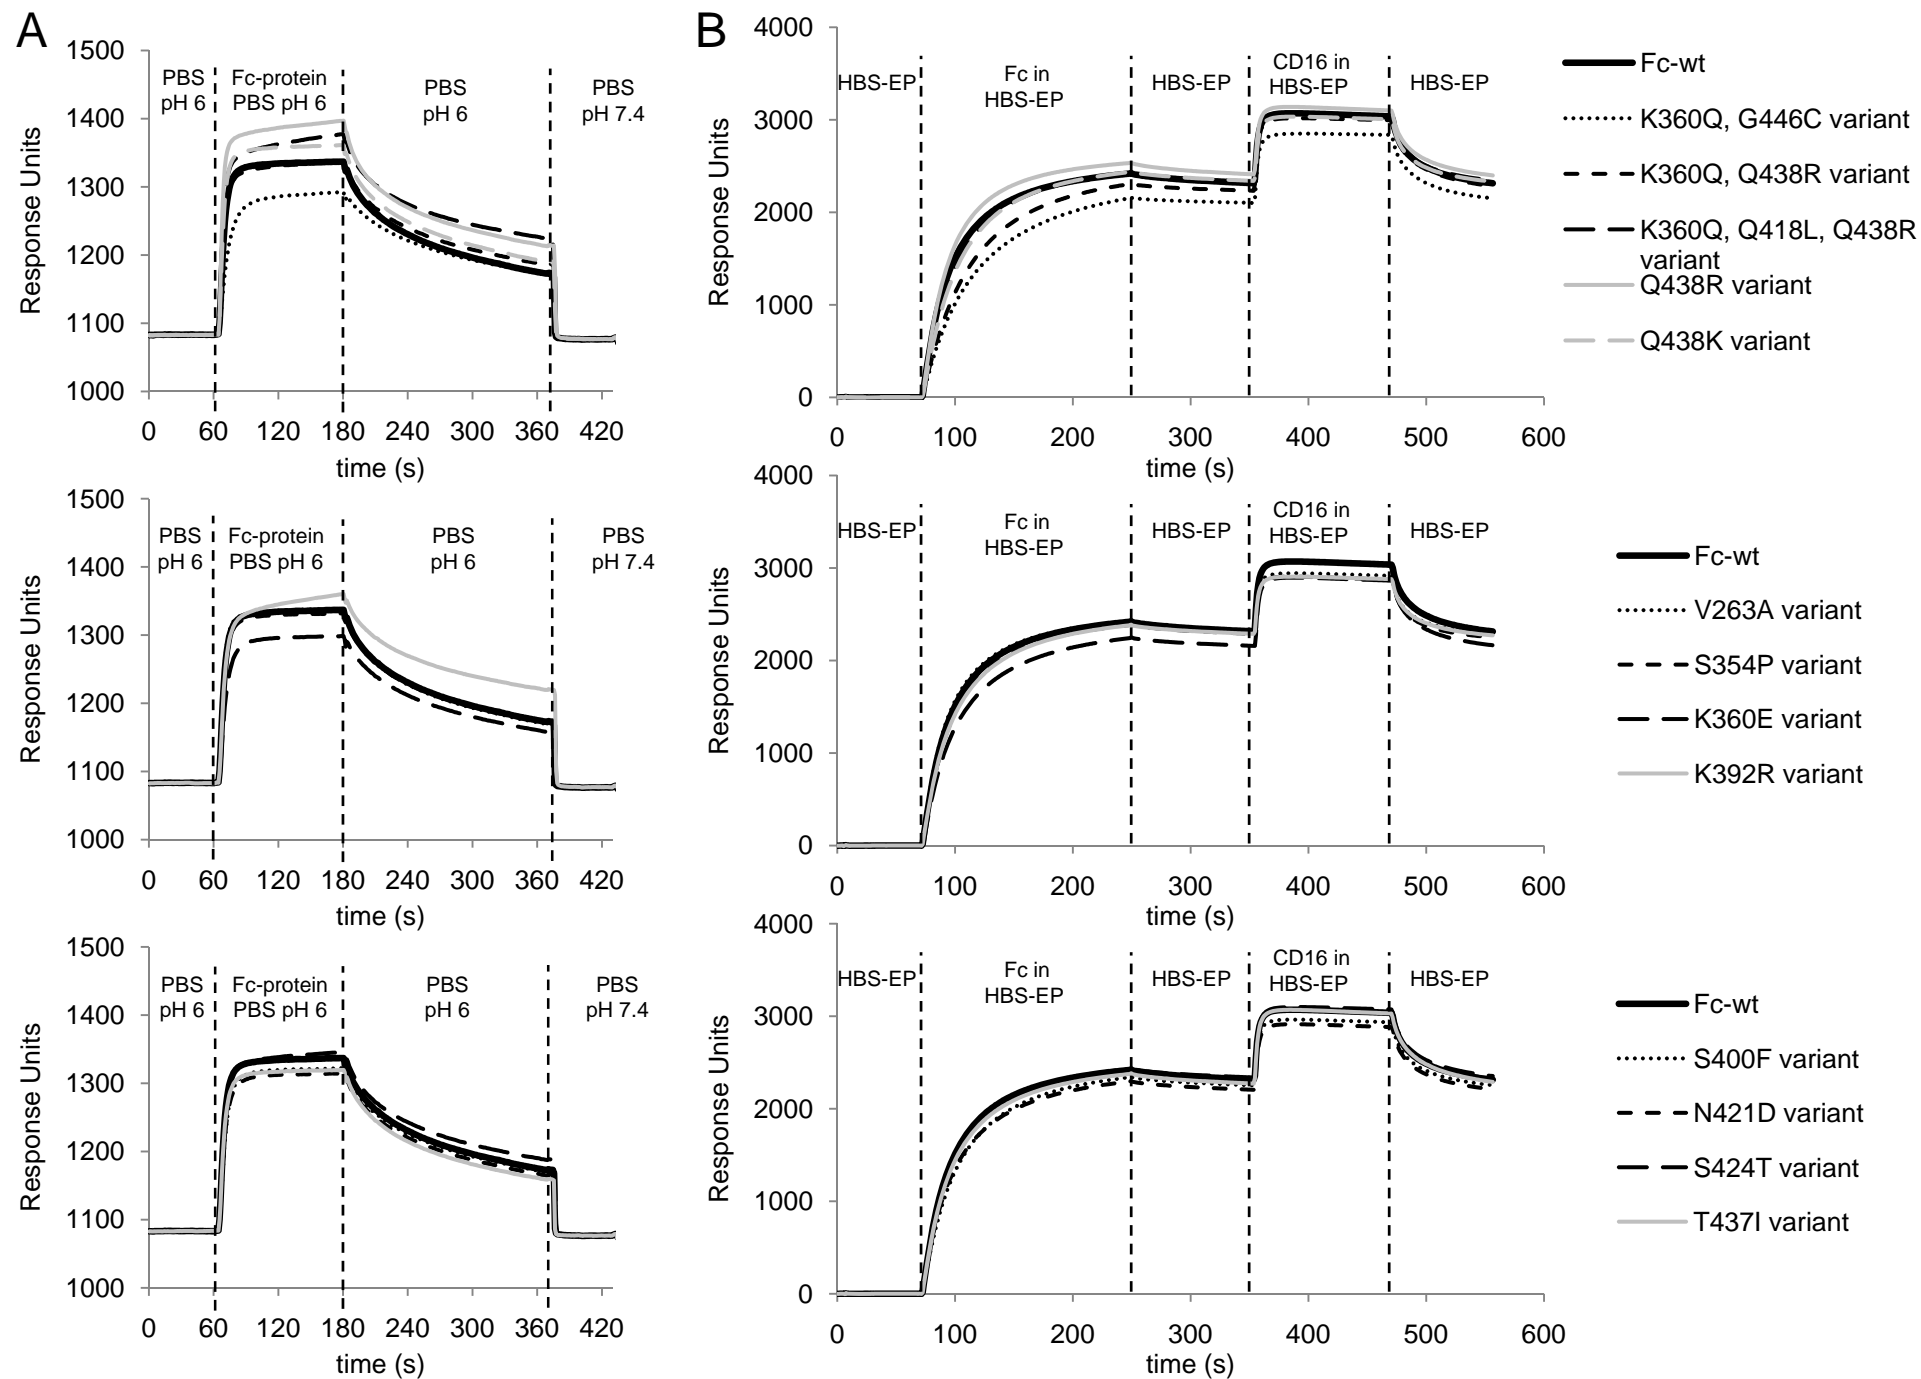 A
B
1500
1400
1300
1200
1100
1000
Response Units
PBS
pH 6
Fc-protein
PBS pH 6
PBS
pH 6
PBS
pH 7.4
0 60 120 180 240 300 360 420
time (s)
4000
3000
2000
1000
0
Response Units
HBS-EP
Fc in
HBS-EP
HBS-EP
CD16 in
HBS-EP
HBS-EP
0 100 200 300 400 500 600
time (s)
Fc-wt
K360Q, G446C variant
K360Q, Q438R variant
K360Q, Q418L, Q438R
variant
Q438R variant
Q438K variant
1500
1400
1300
1200
1100
1000
Response Units
PBS
pH 6
Fc-protein
PBS pH 6
PBS
pH 6
PBS
pH 7.4
0 60 120 180 240 300 360 420
time (s)
4000
3000
2000
1000
0
Response Units
HBS-EP
Fc in
HBS-EP
HBS-EP
CD16 in
HBS-EP
HBS-EP
0 100 200 300 400 500 600
time (s)
Fc-wt
V263A variant
S354P variant
K360E variant
K392R variant
1500
1400
1300
1200
1100
1000
Response Units
PBS
pH 6
Fc-protein
PBS pH 6
PBS
pH 6
PBS
pH 7.4
0 60 120 180 240 300 360 420
time (s)
4000
3000
2000
1000
0
Response Units
HBS-EP
Fc in
HBS-EP
HBS-EP
CD16 in
HBS-EP
HBS-EP
0 100 200 300 400 500 600
time (s)
Fc-wt
S400F variant
N421D variant
S424T variant
T437I variant